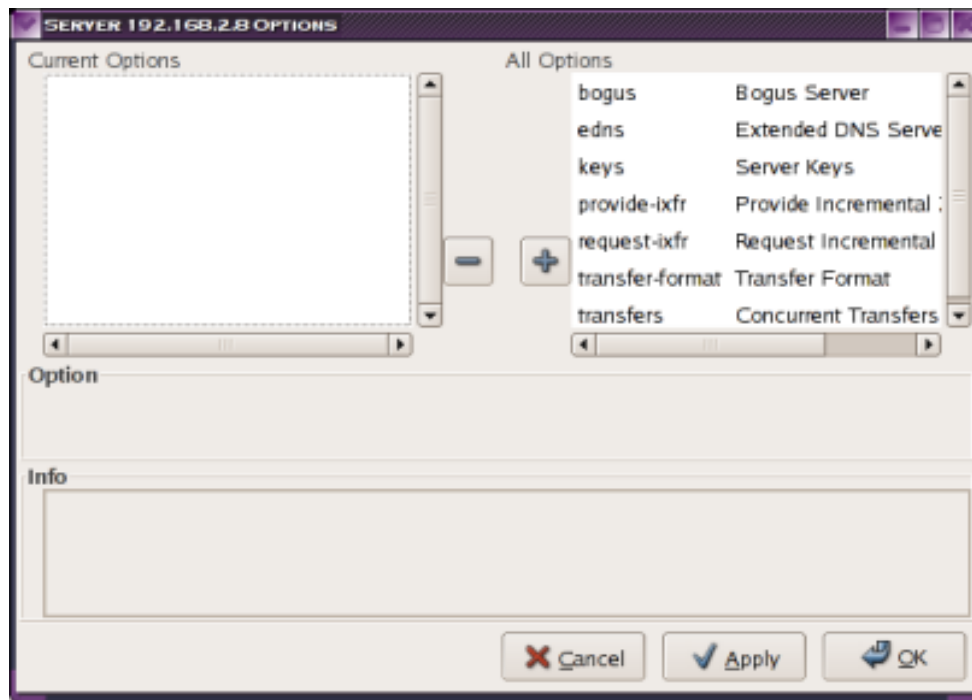 SERVER 192.168.2.8 OPTIONS
Current Options
All Options
bogus Bogus Server
edns Extended DNS Serve
keys Server Keys
provide-ixfr Provide Incremental
request-ixfr Request Incremental
transfer-format Transfer Format
transfers Concurrent Transfers
Option
Info
Cancel Apply OK